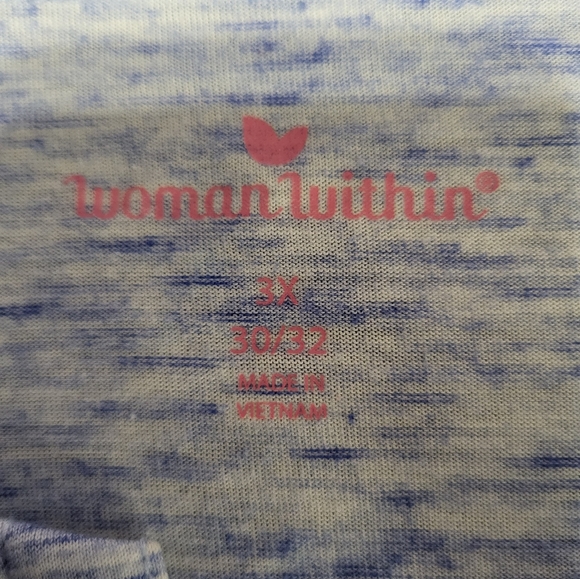 woman within®
3X
30/32
MADE IN
VIETNAM